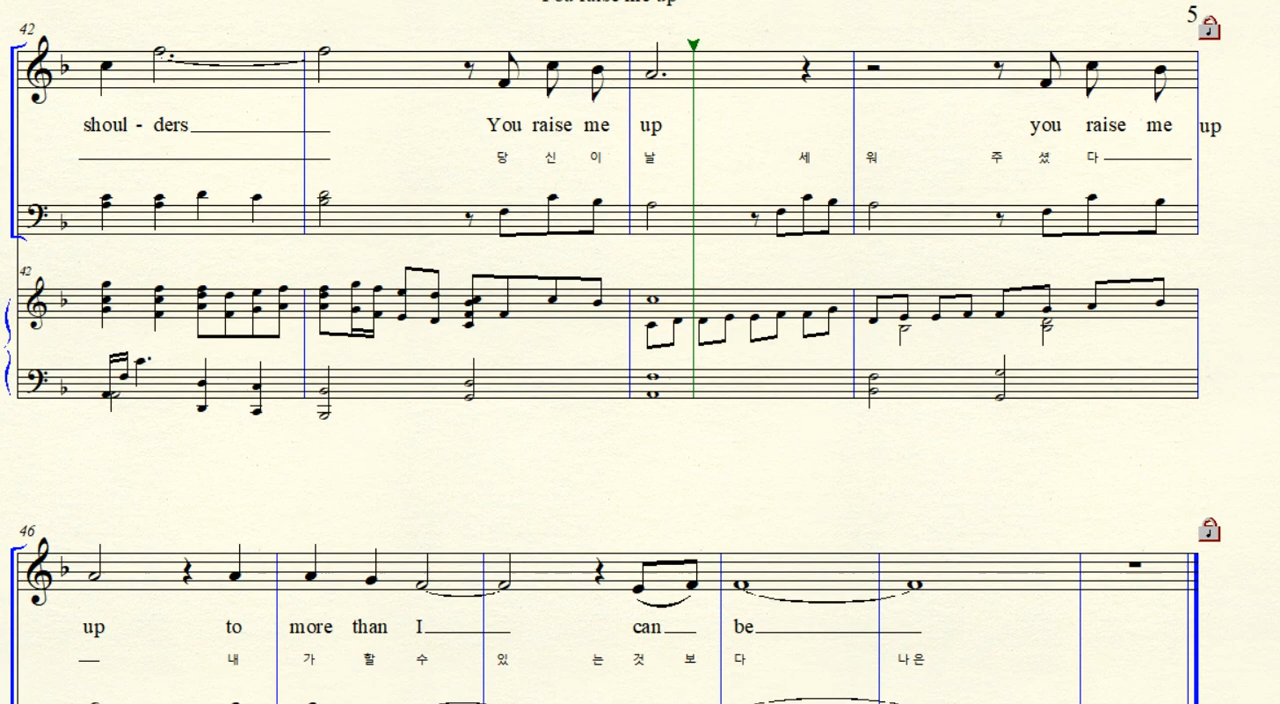 You raise me up
5
42
shoul - ders You raise me up you raise me up
당 신 이 날 세 워 주 셨 다
42
46
up to more than I can be
내 가 할 수 있 는 것 보 다 나은